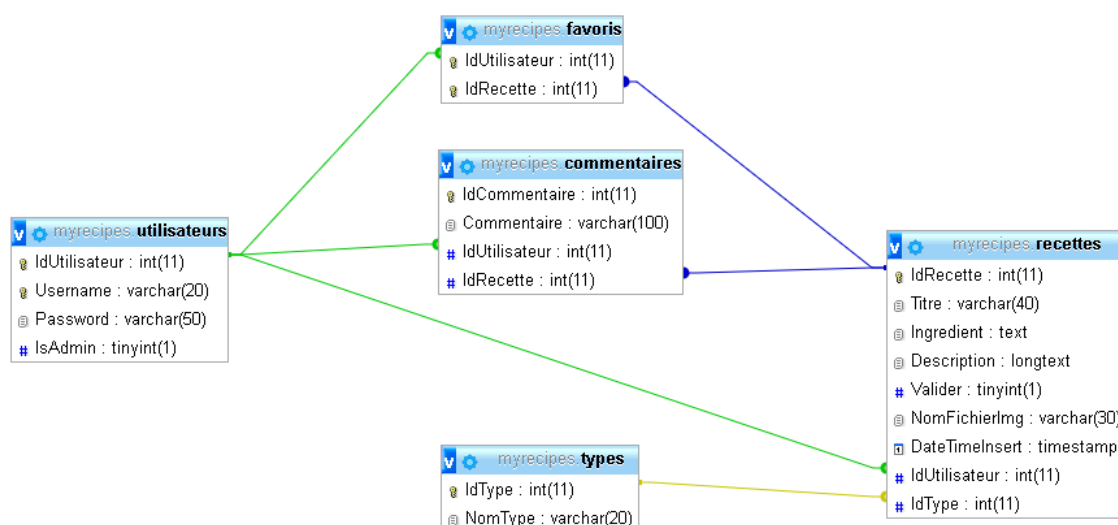 myrecipes.favoris
IdUtilisateur : int(11)
IdRecette : int(11)
myrecipes.commentaires
IdCommentaire : int(11)
Commentaire : varchar(100)
IdUtilisateur : int(11)
IdRecette : int(11)
myrecipes.utilisateurs
IdUtilisateur : int(11)
Username : varchar(20)
Password : varchar(50)
IsAdmin : tinyint(1)
myrecipes.recettes
IdRecette : int(11)
Titre : varchar(40)
Ingredient : text
Description : longtext
Valider : tinyint(1)
NomFichierImg : varchar(30)
DateTimeInsert : timestamp
IdUtilisateur : int(11)
IdType : int(11)
myrecipes.types
IdType : int(11)
NomType : varchar(20)